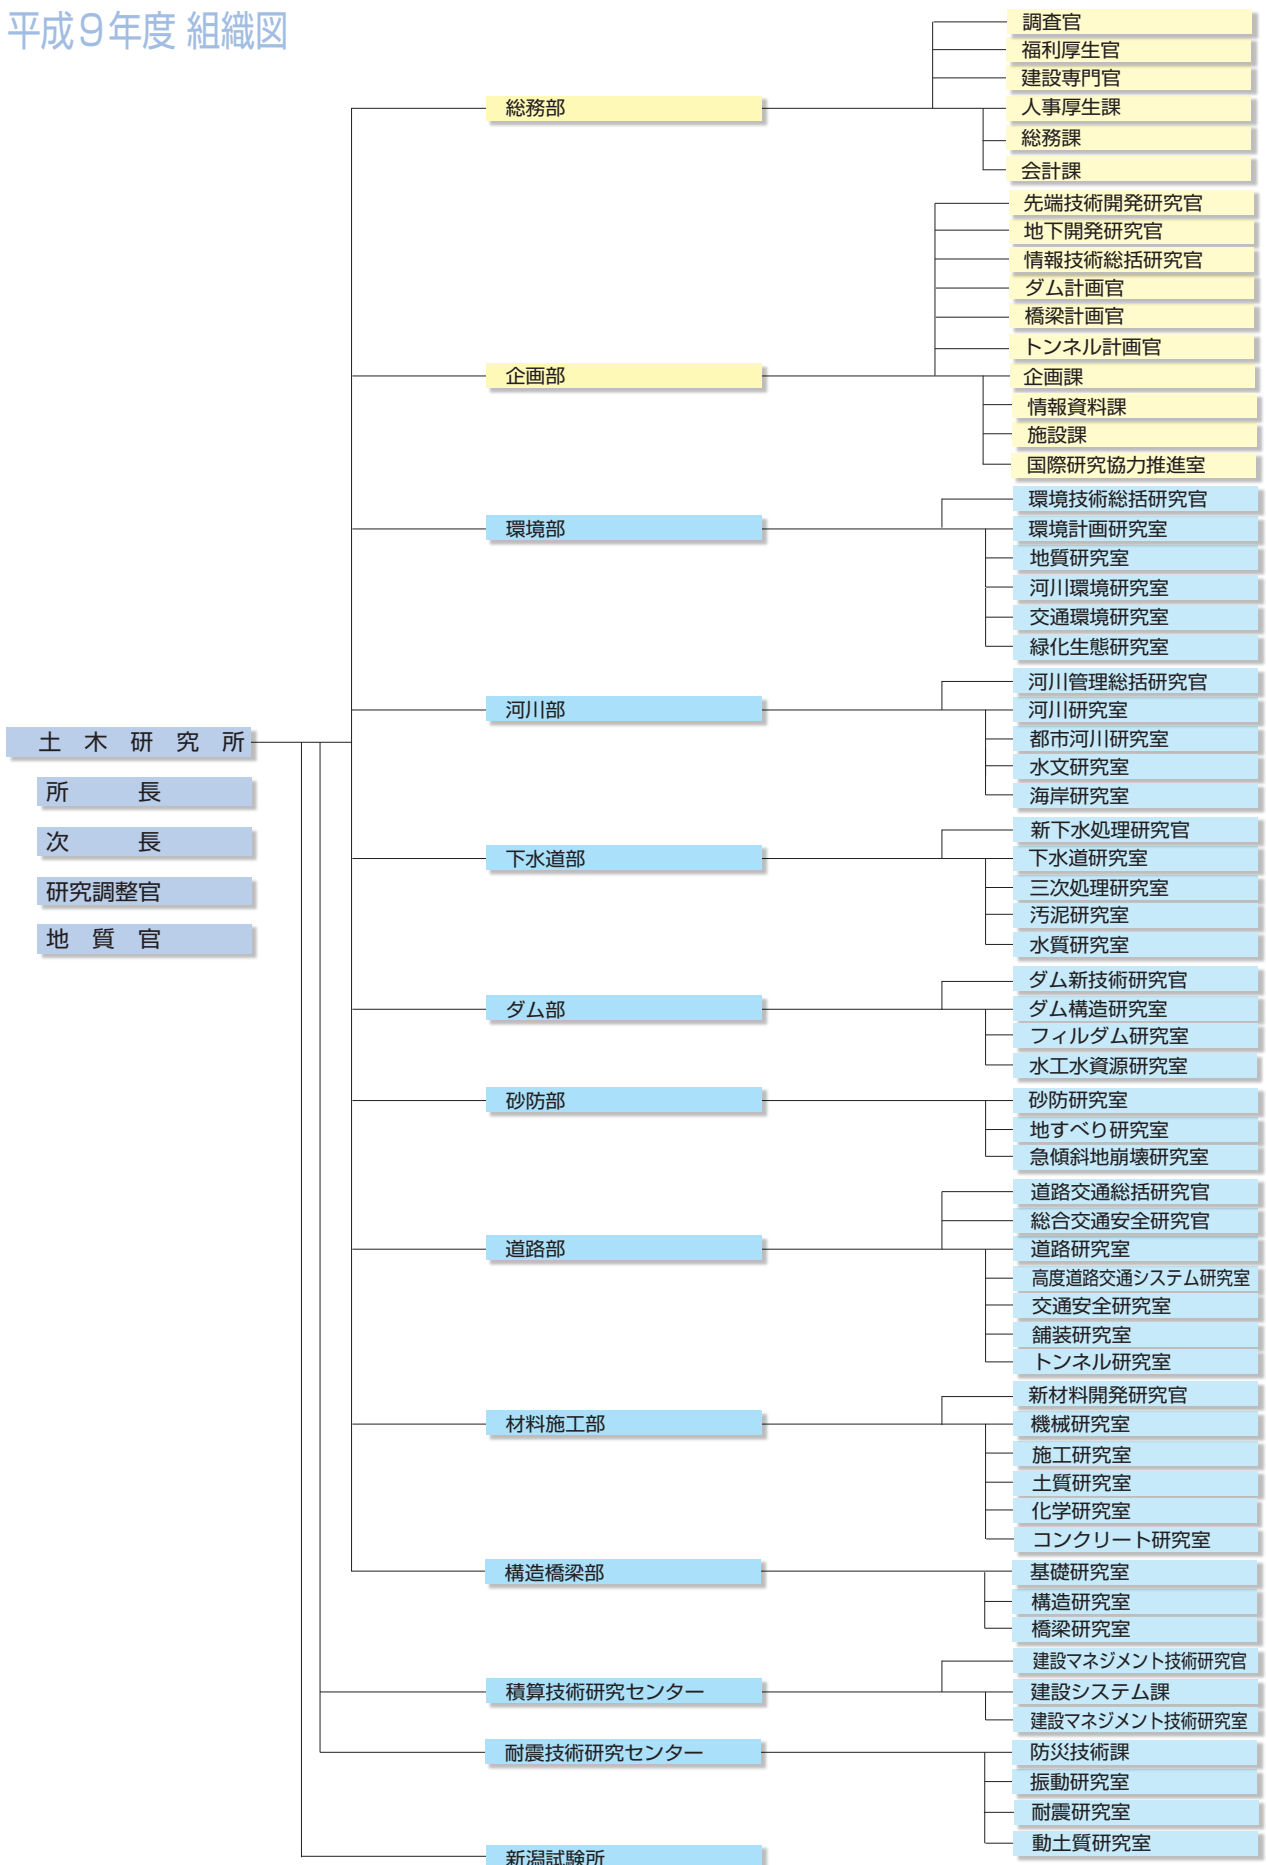 平成9年度 組織図
土木研究所
所長
次長
研究調整官
地質官
総務部
調査官
福利厚生官
建設専門官
人事厚生課
総務課
会計課
企画部
先端技術開発研究官
地下開発研究官
情報技術総括研究官
ダム計画官
橋梁計画官
トンネル計画官
企画課
情報資料課
施設課
国際研究協力推進室
環境部
環境技術総括研究官
環境計画研究室
地質研究室
河川環境研究室
交通環境研究室
緑化生態研究室
河川部
河川管理総括研究官
河川研究室
都市河川研究室
水文研究室
海岸研究室
下水道部
新下水処理研究官
下水道研究室
三次処理研究室
汚泥研究室
水質研究室
ダム部
ダム新技術研究官
ダム構造研究室
フィルダム研究室
水工水資源研究室
砂防部
砂防研究室
地すべり研究室
急傾斜地崩壊研究室
道路部
道路交通総括研究官
総合交通安全研究官
道路研究室
高度道路交通システム研究室
交通安全研究室
舗装研究室
トンネル研究室
材料施工部
新材料開発研究官
機械研究室
施工研究室
土質研究室
化学研究室
コンクリート研究室
構造橋梁部
基礎研究室
構造研究室
橋梁研究室
積算技術研究センター
建設マネジメント技術研究官
建設システム課
建設マネジメント技術研究室
耐震技術研究センター
防災技術課
振動研究室
耐震研究室
動土質研究室
新潟試験所